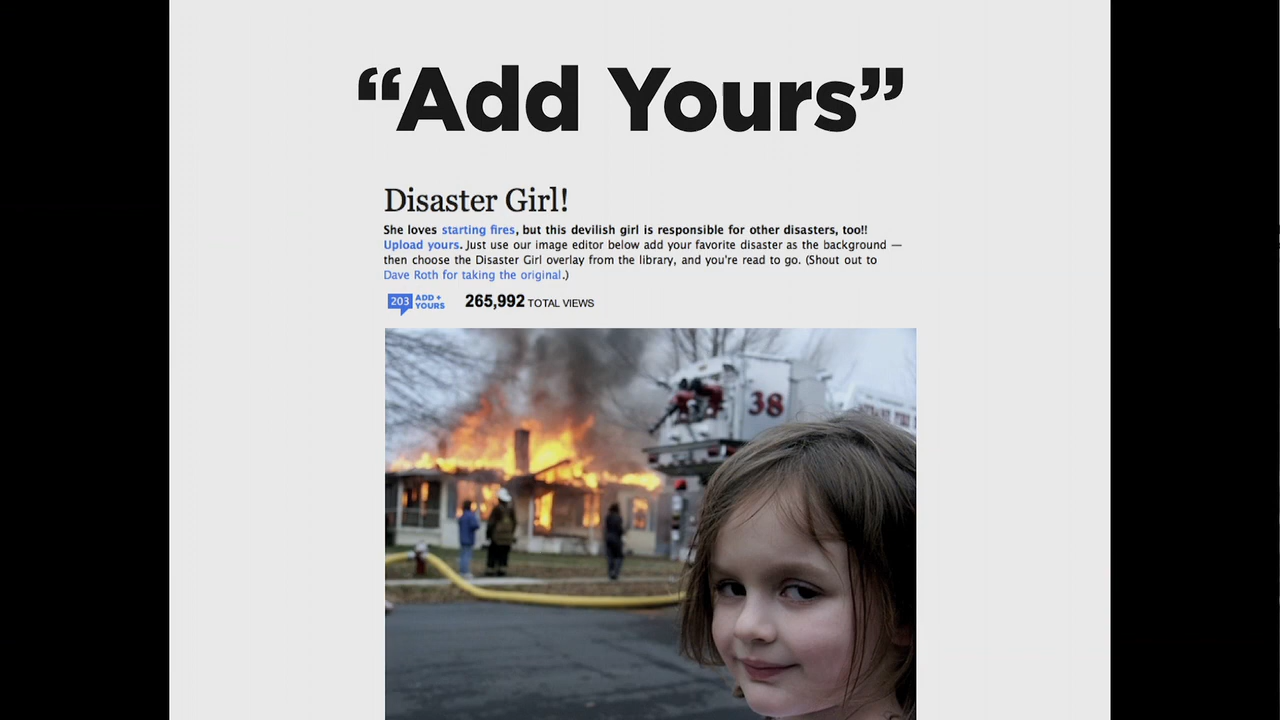 “Add Yours”
Disaster Girl!
She loves starting fires, but this devilish girl is responsible for other disasters, too!!
Upload yours. Just use our image editor below add your favorite disaster as the background —
then choose the Disaster Girl overlay from the library, and you're read to go. (Shout out to
Dave Roth for taking the original.)
203 ADD + YOURS 265,992 TOTAL VIEWS
38